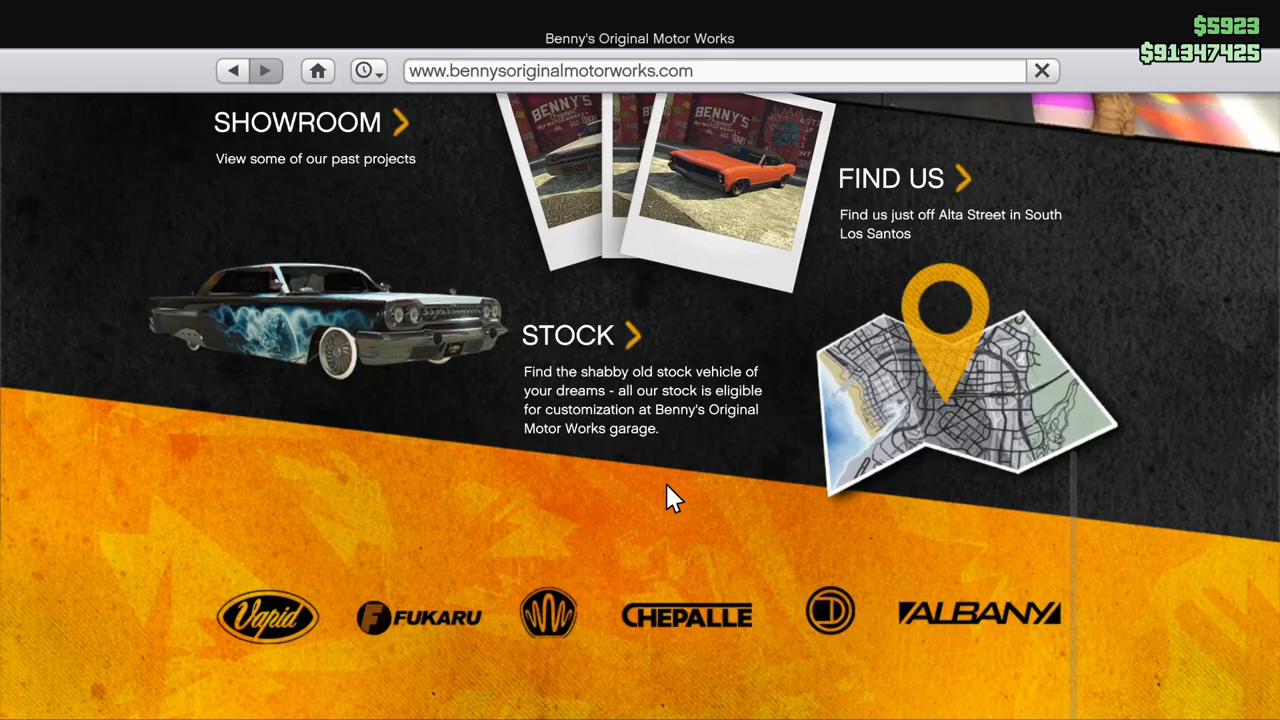 Benny's Original Motor Works
$5923
$91347425
www.bennysoriginalmotorworks.com
SHOWROOM
View some of our past projects
BENNY'S
BENNY'S
FIND US
Find us just off Alta Street in South
Los Santos
STOCK
Find the shabby old stock vehicle of
your dreams - all our stock is eligible
for customization at Benny's Original
Motor Works garage.
Vapid
FUKARU
CHEPALLE
ALBANY